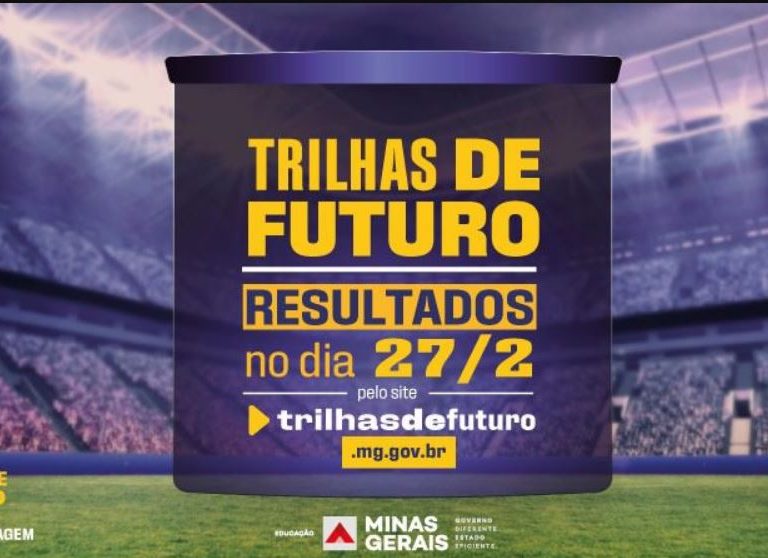 TRILHAS DE
FUTURO
RESULTADOS
no dia 27/2
pelo site
trilhasdefuturo
.mg.gov.br
AGEM
EDUCAÇÃO
MINAS
GERAIS
GOVERNO
DIFERENTE.
ESTADO
EFICIENTE.